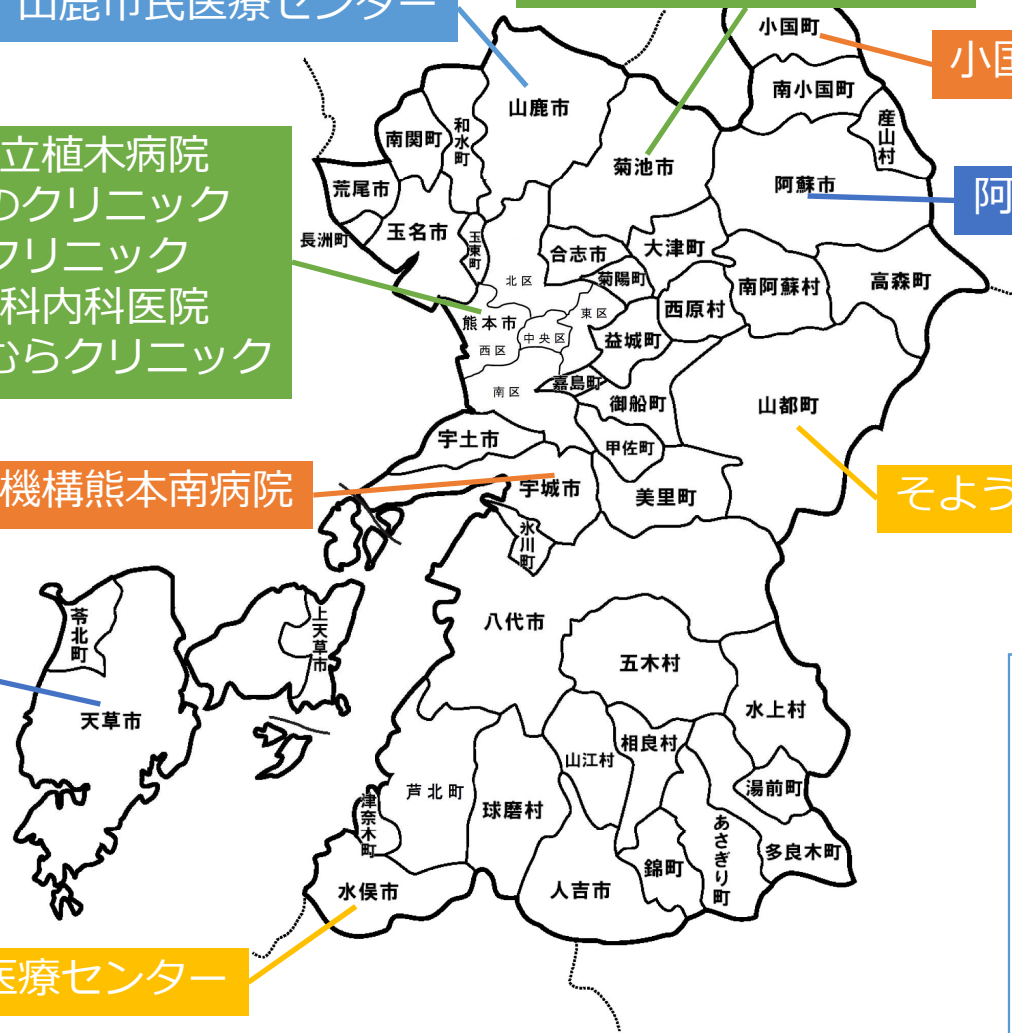 山鹿市民医療センター
小国町
小国
南小国町
産山村
山鹿市
和水町
南関町
菊池市
阿蘇市
阿
立植木病院
のクリニック
クリニック
科内科医院
むらクリニック
荒尾市
長洲町
玉名市
玉東町
合志市
大津町
菊陽町
西原村
南阿蘇村
高森町
北区
熊本市
東区
中央区
西区
南区
益城町
嘉島町
御船町
山都町
宇土市
甲佐町
機構熊本南病院
宇城市
美里町
そよう
氷川町
八代市
苓北町
上天草市
天草市
五木村
水上村
相良村
山江村
湯前町
芦北町
津奈木町
球磨村
あさぎり町
多良木町
錦町
人吉市
水俣市
医療センター